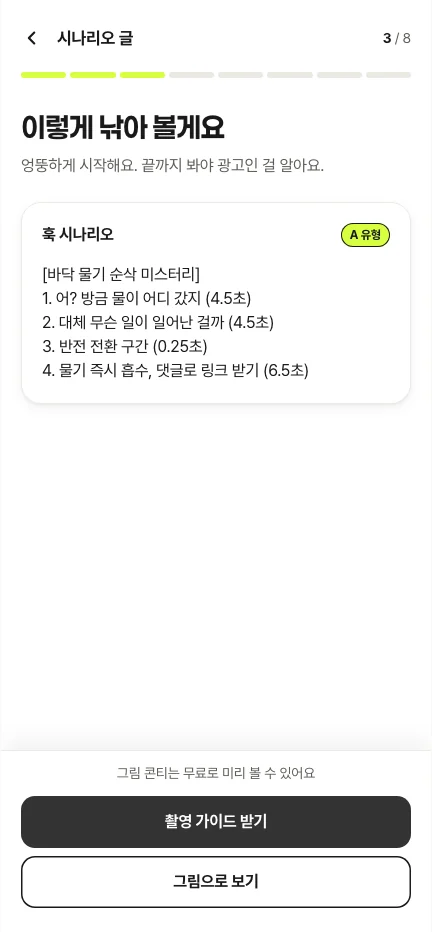 시나리오 글
3 / 8
이렇게 낚아 볼게요
엉뚱하게 시작해요. 끝까지 봐야 광고인 걸 알아요.
훅 시나리오
A 유형
[바닥 물기 순삭 미스터리]
1. 어? 방금 물이 어디 갔지 (4.5초)
2. 대체 무슨 일이 일어난 걸까 (4.5초)
3. 반전 전환 구간 (0.25초)
4. 물기 즉시 흡수, 댓글로 링크 받기 (6.5초)
그림 콘티는 무료로 미리 볼 수 있어요
촬영 가이드 받기
그림으로 보기